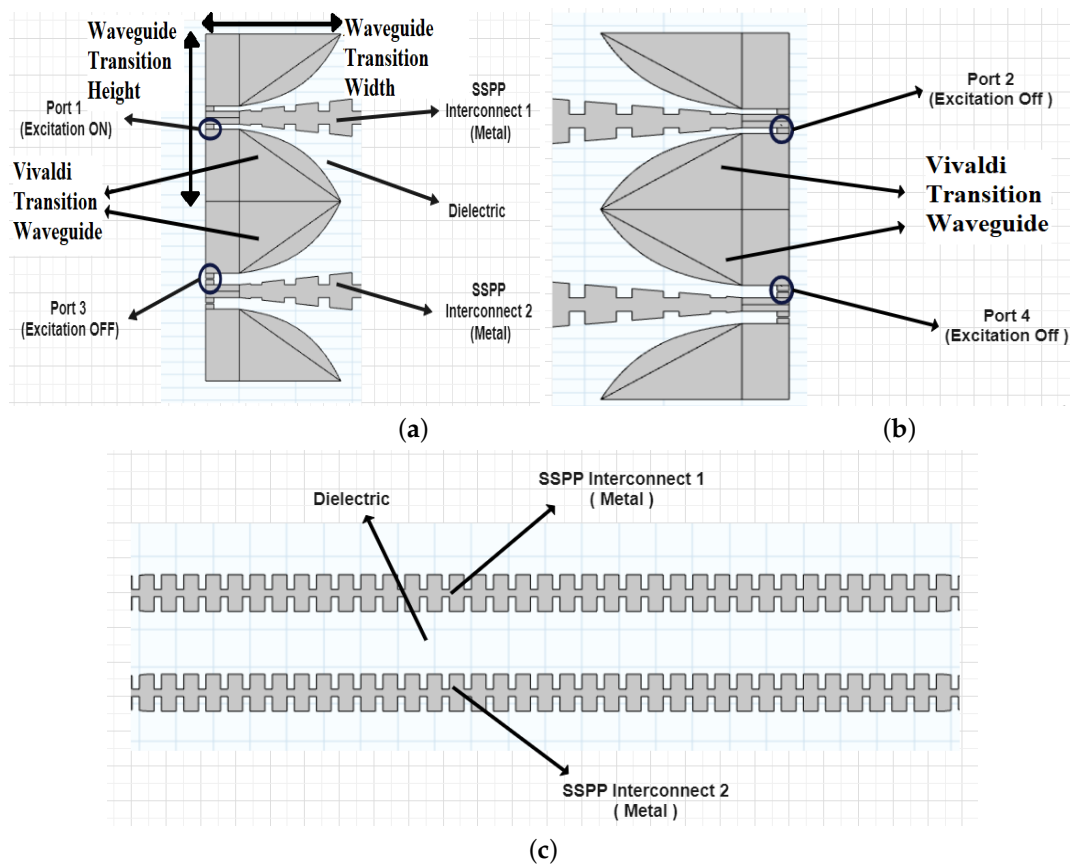 Waveguide
Transition
Height
Waveguide
Transition
Width
Port 1
(Excitation ON)
SSPP
Interconnect 1
(Metal)
Vivaldi
Transition
Waveguide
Dielectric
Port 3
(Excitation OFF)
SSPP
Interconnect 2
(Metal)
(a)
Port 2
(Excitation Off )
Vivaldi
Transition
Waveguide
Port 4
(Excitation Off )
(b)
Dielectric
SSPP Interconnect 1
( Metal )
SSPP Interconnect 2
( Metal )
(c)